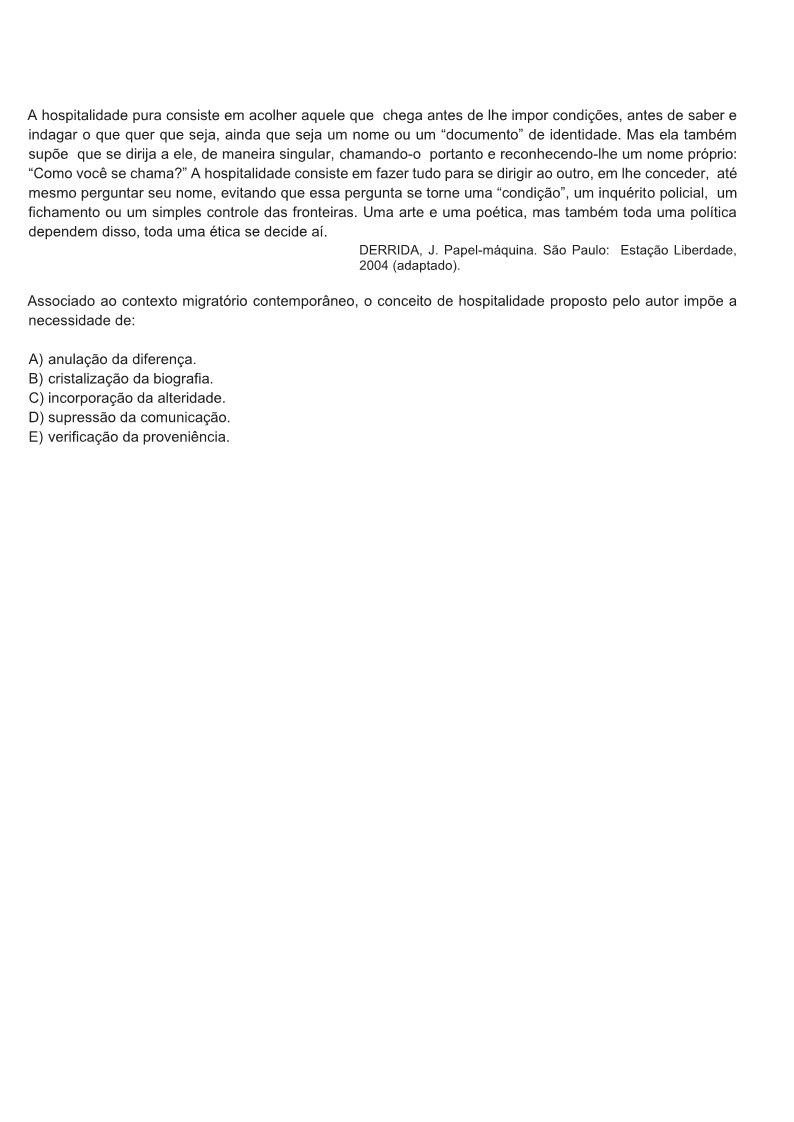 A hospitalidade pura consiste em acolher aquele que chega antes de lhe impor condições, antes de saber e
indagar o que quer que seja, ainda que seja um nome ou um “documento” de identidade. Mas ela também
supõe que se dirija a ele, de maneira singular, chamando-o portanto e reconhecendo-lhe um nome próprio:
“Como você se chama?” A hospitalidade consiste em fazer tudo para se dirigir ao outro, em lhe conceder, até
mesmo perguntar seu nome, evitando que essa pergunta se torne uma “condição”, um inquérito policial, um
fichamento ou um simples controle das fronteiras. Uma arte e uma poética, mas também toda uma política
dependem disso, toda uma ética se decide aí.
DERRIDA, J. Papel-máquina. São Paulo: Estação Liberdade,
2004 (adaptado).
Associado ao contexto migratório contemporâneo, o conceito de hospitalidade proposto pelo autor impõe a
necessidade de:
A) anulação da diferença.
B) cristalização da biografia.
C) incorporação da alteridade.
D) supressão da comunicação.
E) verificação da proveniência.